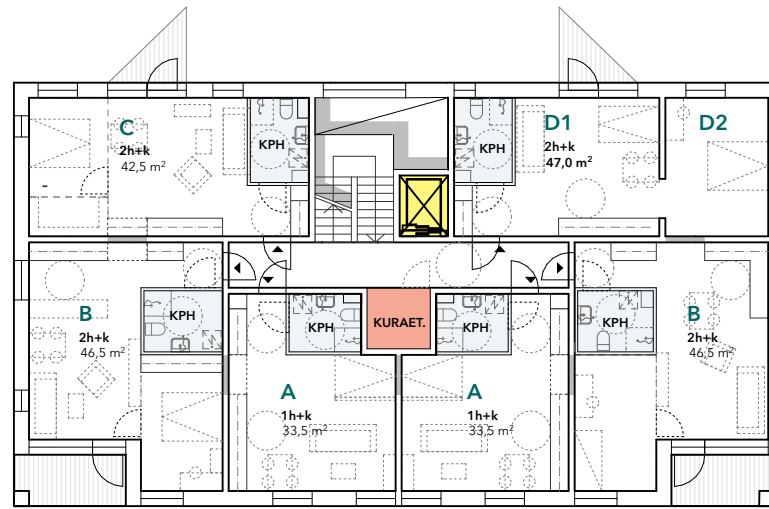 C
2h+k
42,5 m²
KPH
KPH
D1
2h+k
47,0 m²
D2
B
2h+k
46,5 m²
KPH
KPH
KURAET.
KPH
KPH
B
2h+k
46,5 m²
A
1h+k
33,5 m²
A
1h+k
33,5 m²